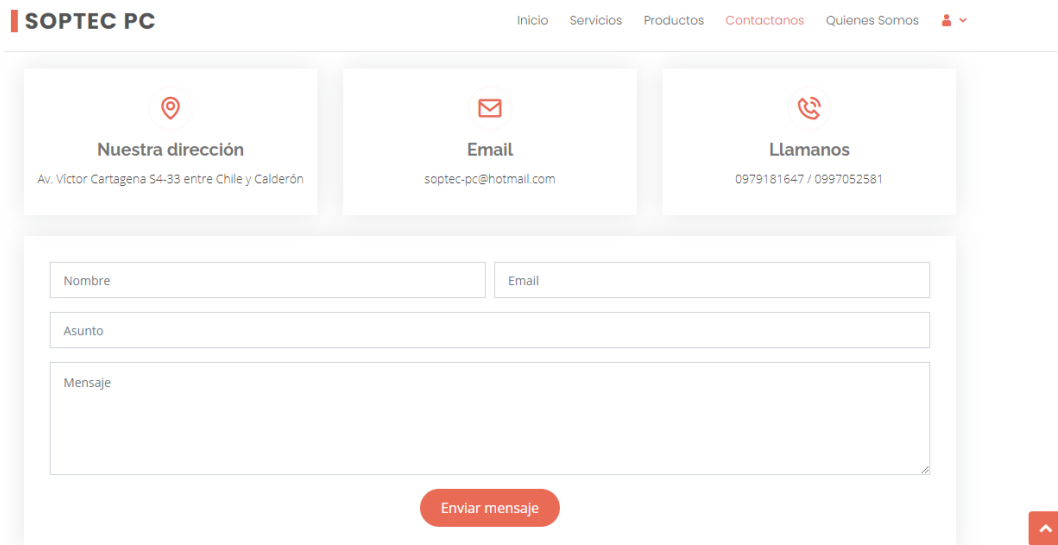 SOPTEC PC
Inicio Servicios Productos Contactanos Quienes Somos
Nuestra dirección
Av. Víctor Cartagena S4-33 entre Chile y Calderón
Email
soptec-pc@hotmail.com
Llamanos
0979181647 / 0997052581
Nombre
Email
Asunto
Mensaje
Enviar mensaje